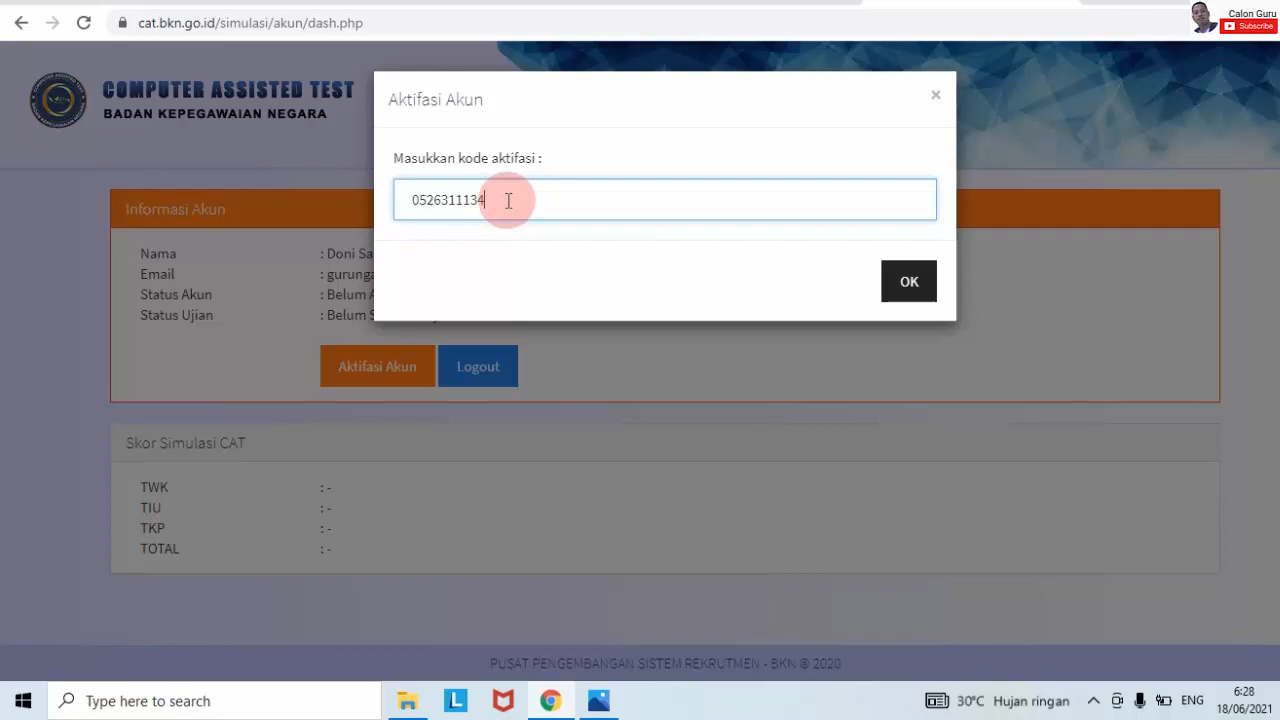 cat.bkn.go.id/simulasi/akun/dash.php
Calon Guru
Subscribe
COMPUTER ASSISTED TEST
BADAN KEPEGAWAIAN NEGARA
Aktifasi Akun
×
Masukkan kode aktifasi :
0526311134
OK
Informasi Akun
Nama : Doni Sa
Email : gurunga
Status Akun : Belum A
Status Ujian : Belum
Aktifasi Akun
Logout
Skor Simulasi CAT
TWK : -
TIU : -
TKP : -
TOTAL : -
PUSAT PENGEMBANGAN SISTEM REKRUTMEN - BKN © 2020
Type here to search
L
30°C Hujan ringan
ENG
6:28
18/06/2021